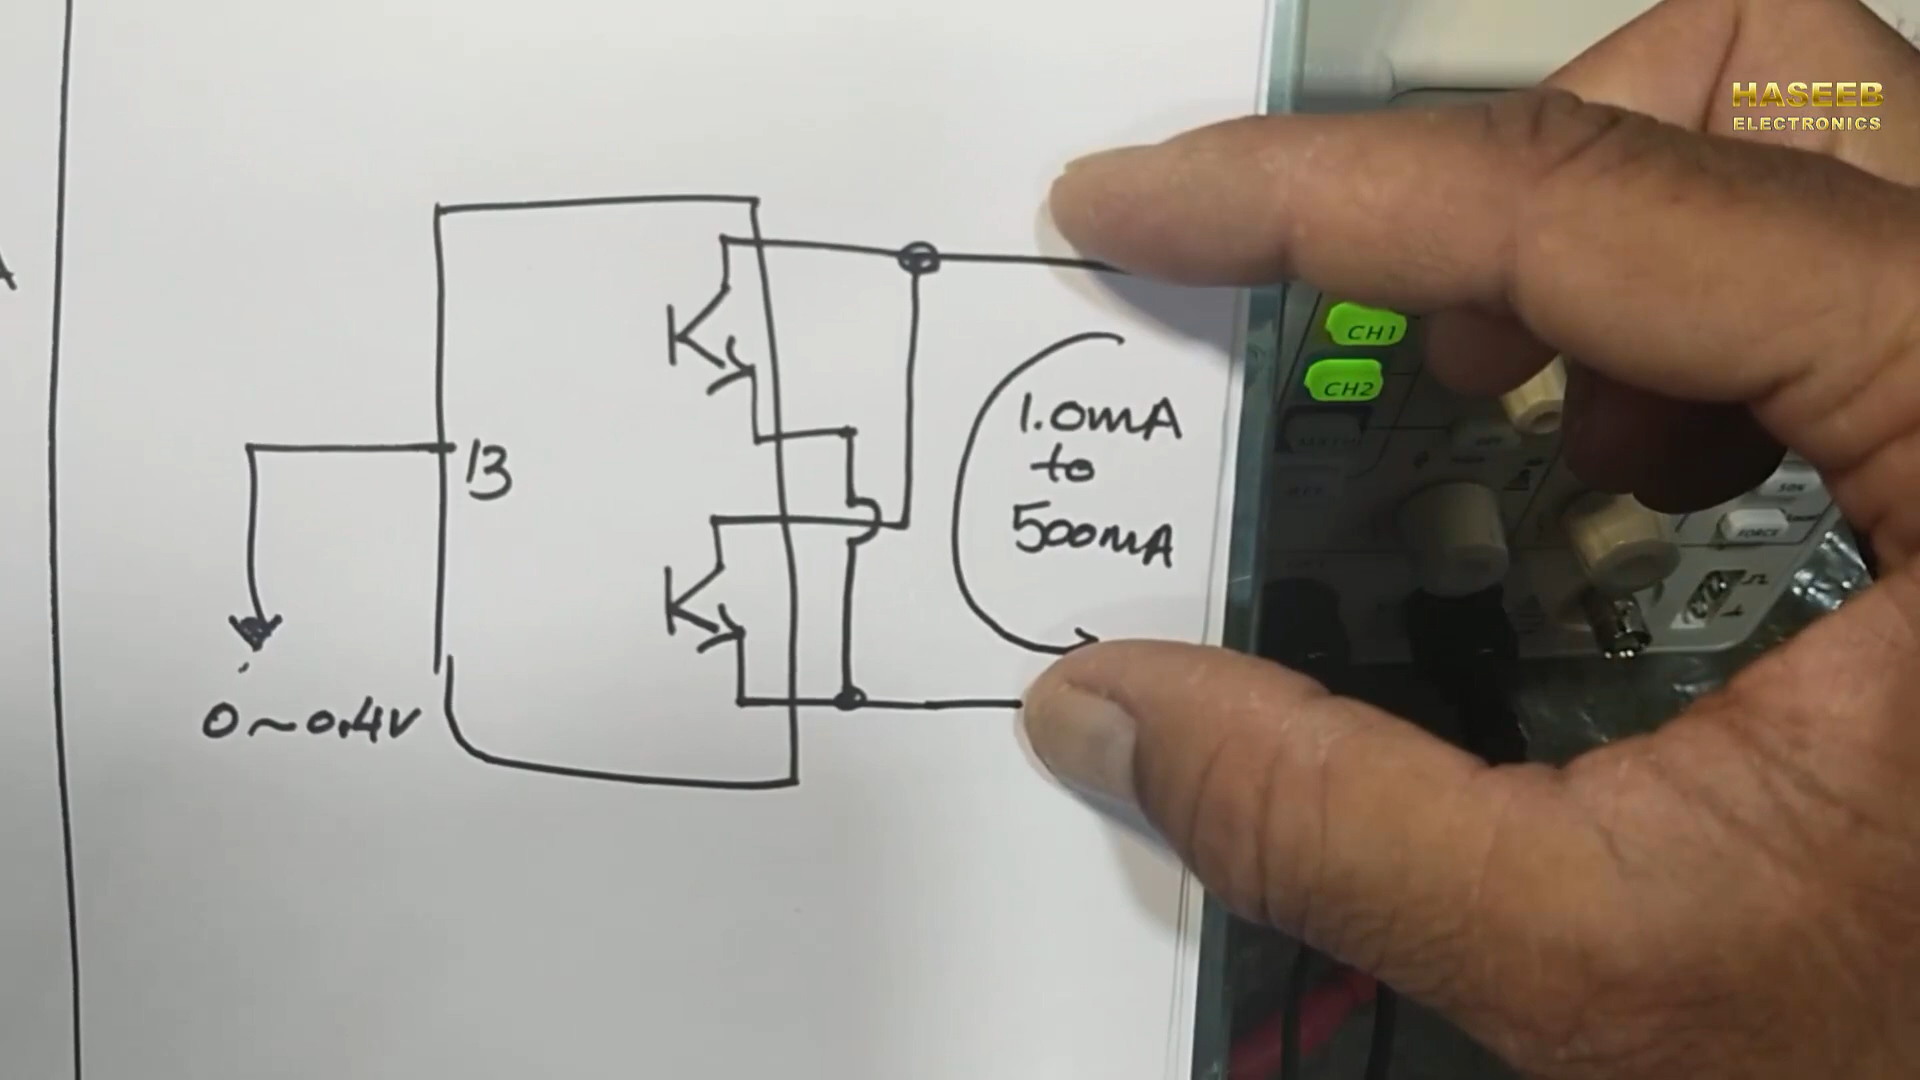 HASEEB
ELECTRONICS
CH1
CH2
1.0mA
to
500mA
13
FORCE
0~0.4V